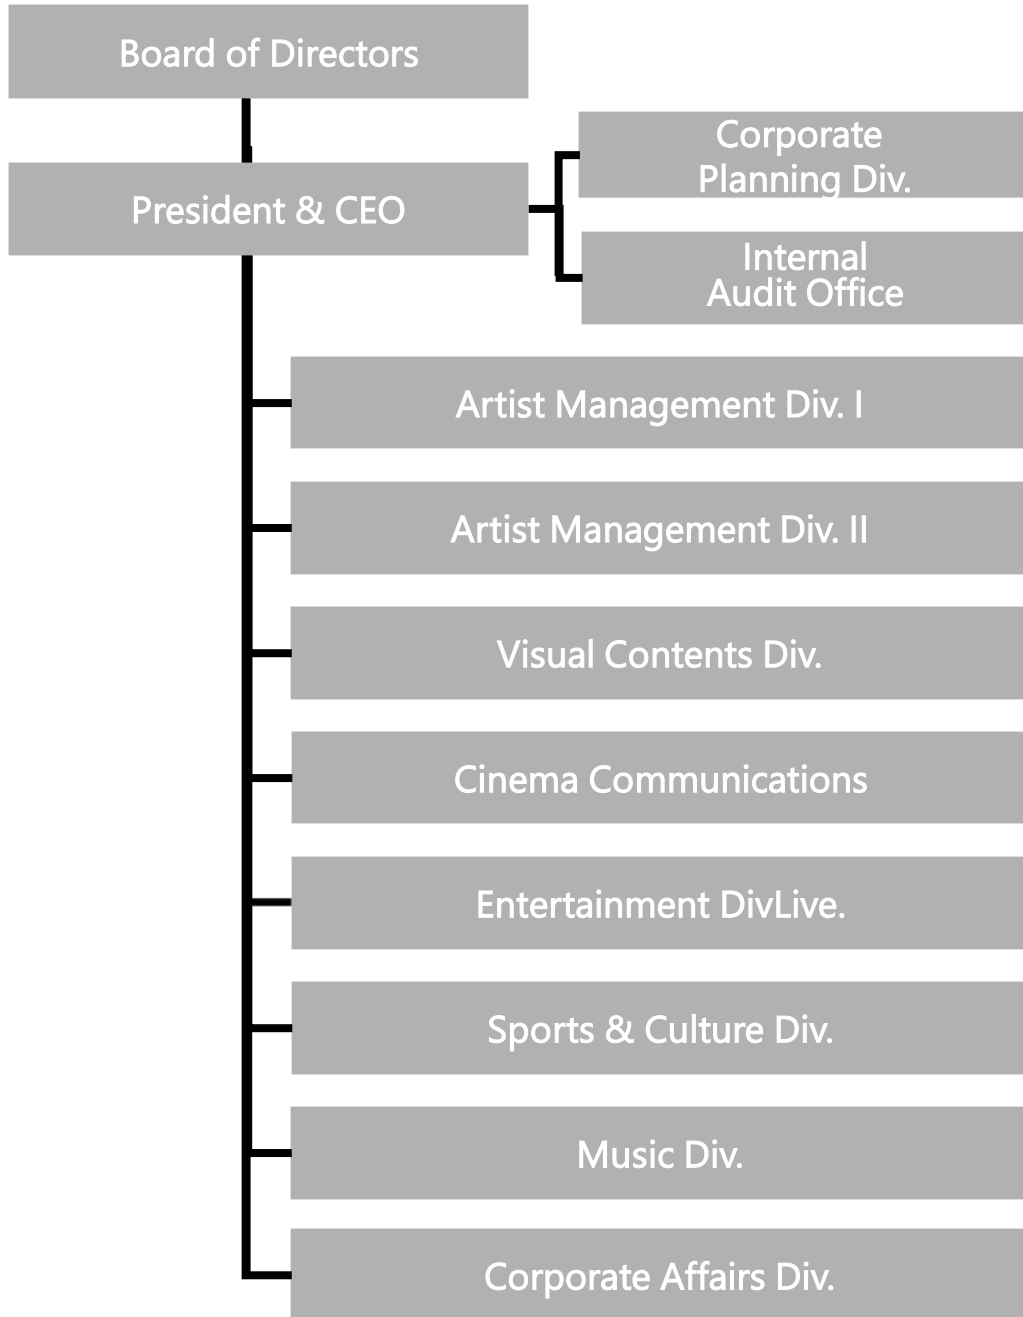 Board of Directors
President & CEO
Corporate
Planning Div.
Internal
Audit Office
Artist Management Div. I
Artist Management Div. II
Visual Contents Div.
Cinema Communications
Entertainment DivLive.
Sports & Culture Div.
Music Div.
Corporate Affairs Div.